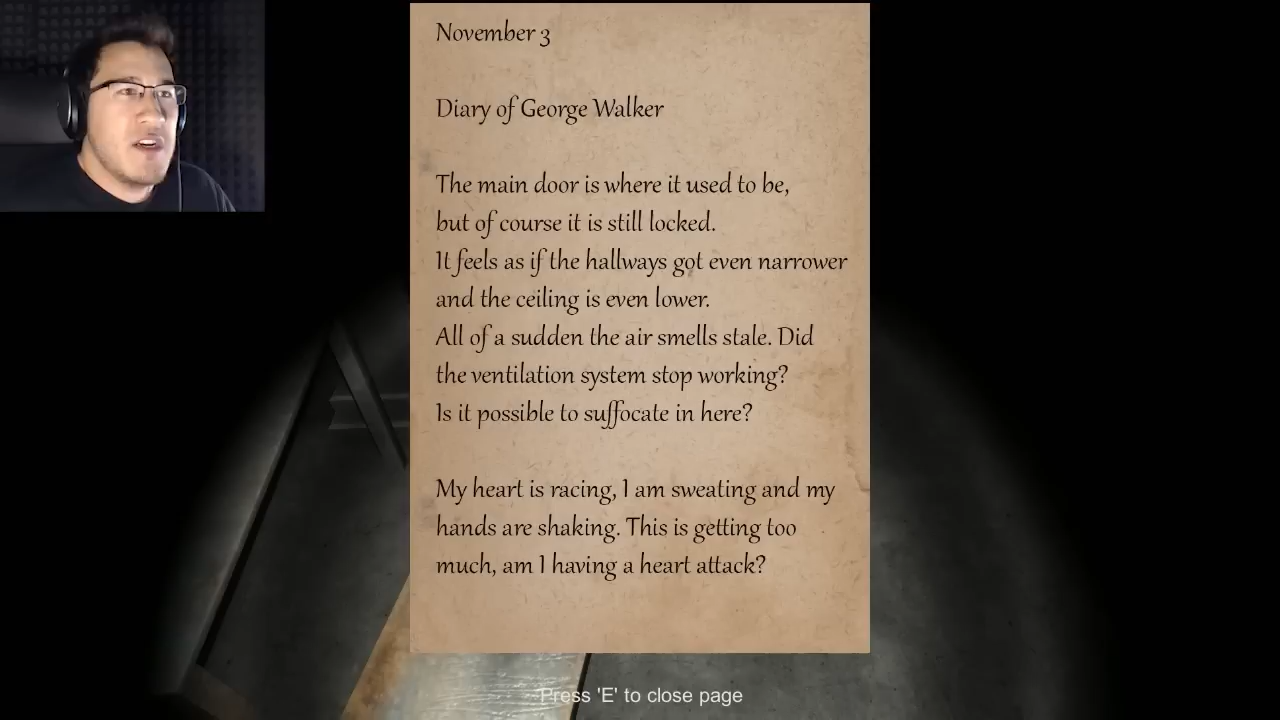 November 3
Diary of George Walker
The main door is where it used to be,
but of course it is still locked.
It feels as if the hallways got even narrower
and the ceiling is even lower.
All of a sudden the air smells stale. Did
the ventilation system stop working?
Is it possible to suffocate in here?
My heart is racing, I am sweating and my
hands are shaking. This is getting too
much, am I having a heart attack?
Press 'E' to close page